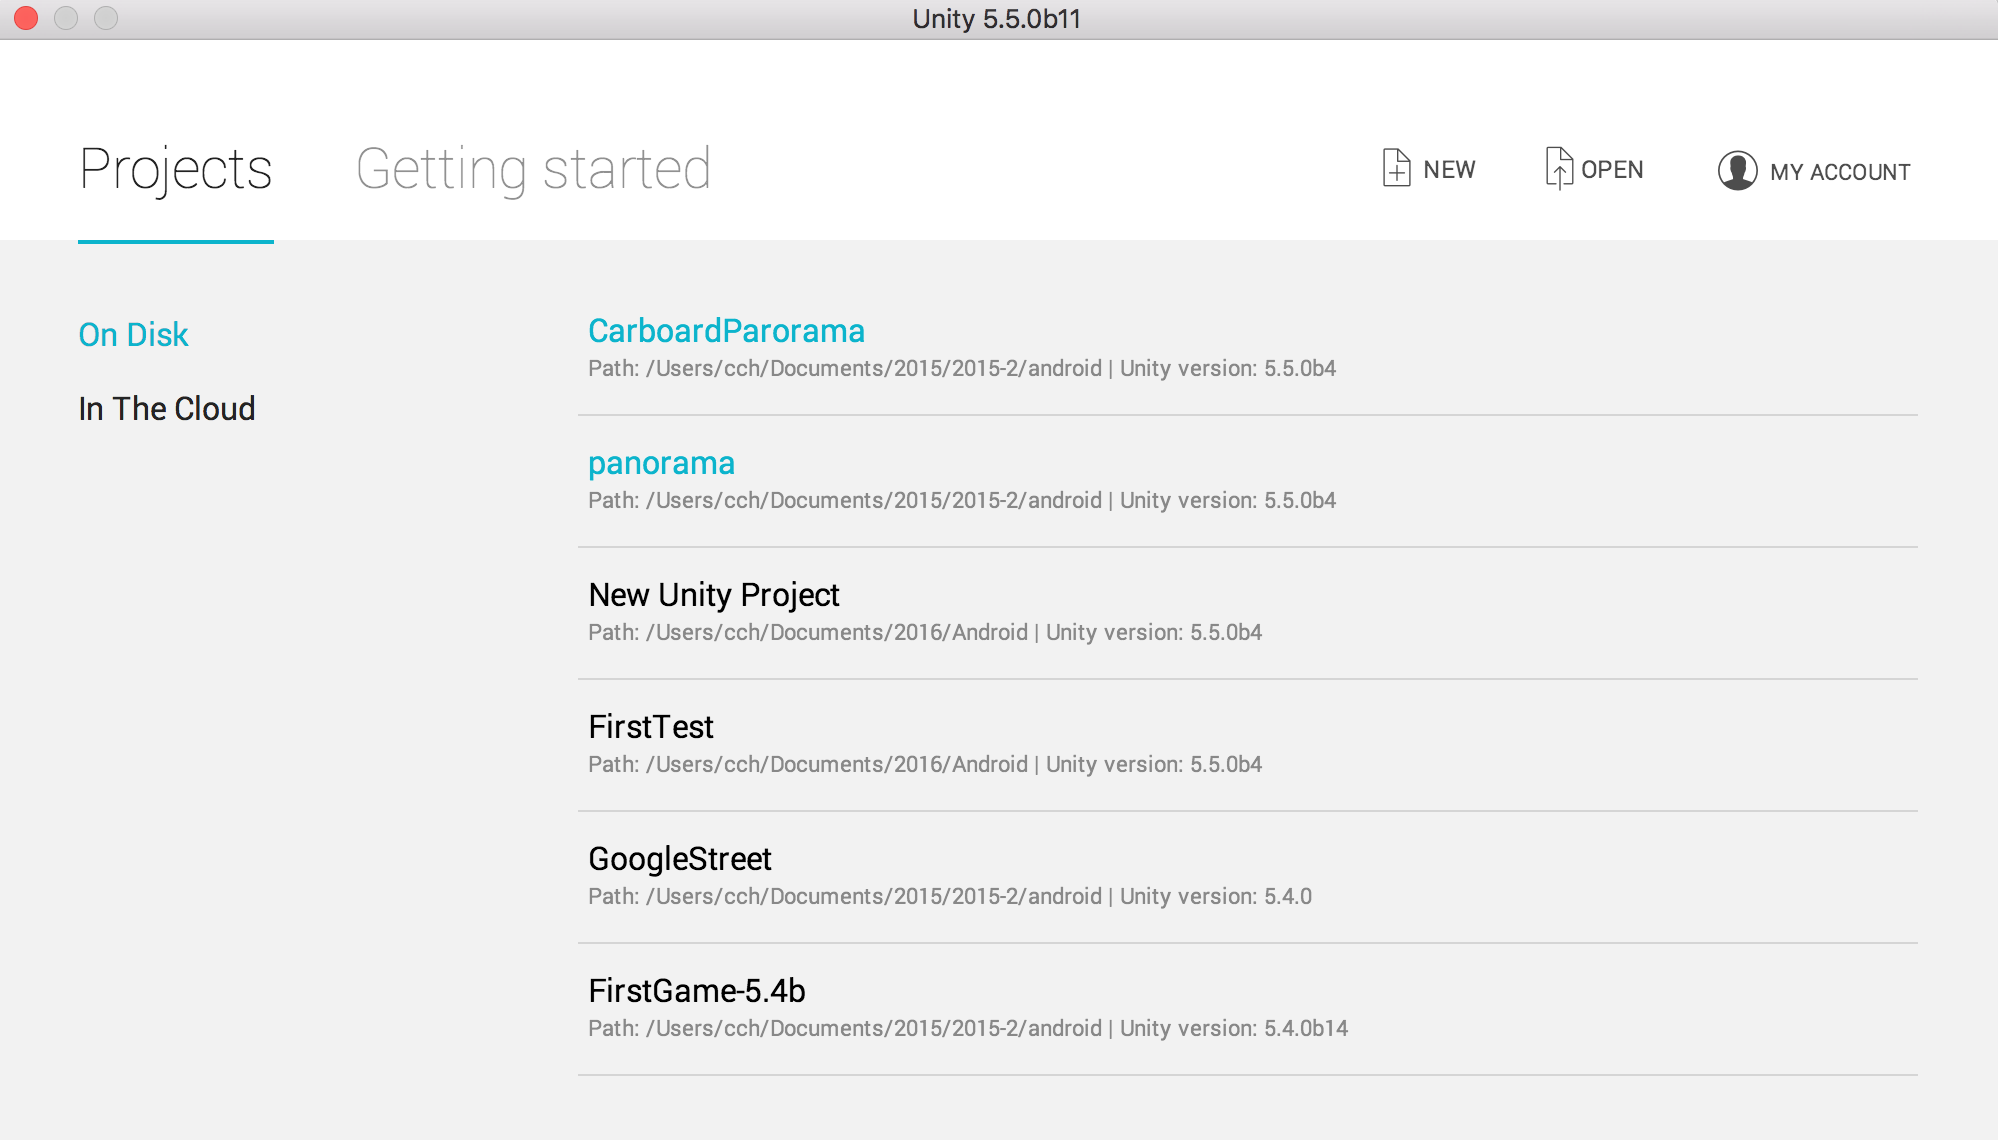 Unity 5.5.0b11
Projects
Getting started
NEW
OPEN
MY ACCOUNT
On Disk
In The Cloud
CarboardParorama
Path: /Users/cch/Documents/2015/2015-2/android | Unity version: 5.5.0b4
panorama
Path: /Users/cch/Documents/2015/2015-2/android | Unity version: 5.5.0b4
New Unity Project
Path: /Users/cch/Documents/2016/Android | Unity version: 5.5.0b4
FirstTest
Path: /Users/cch/Documents/2016/Android | Unity version: 5.5.0b4
GoogleStreet
Path: /Users/cch/Documents/2015/2015-2/android | Unity version: 5.4.0
FirstGame-5.4b
Path: /Users/cch/Documents/2015/2015-2/android | Unity version: 5.4.0b14